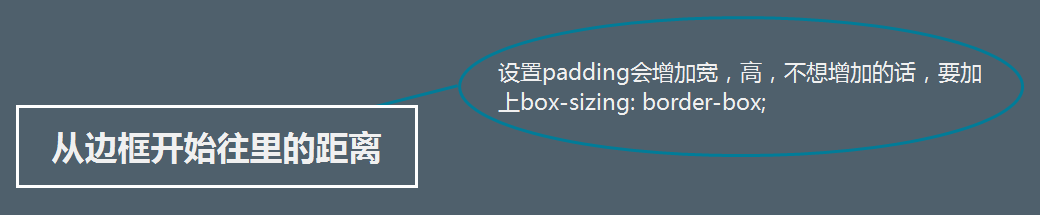 设置padding会增加宽，高，不想增加的话，要加
上box-sizing: border-box;
从边框开始往里的距离